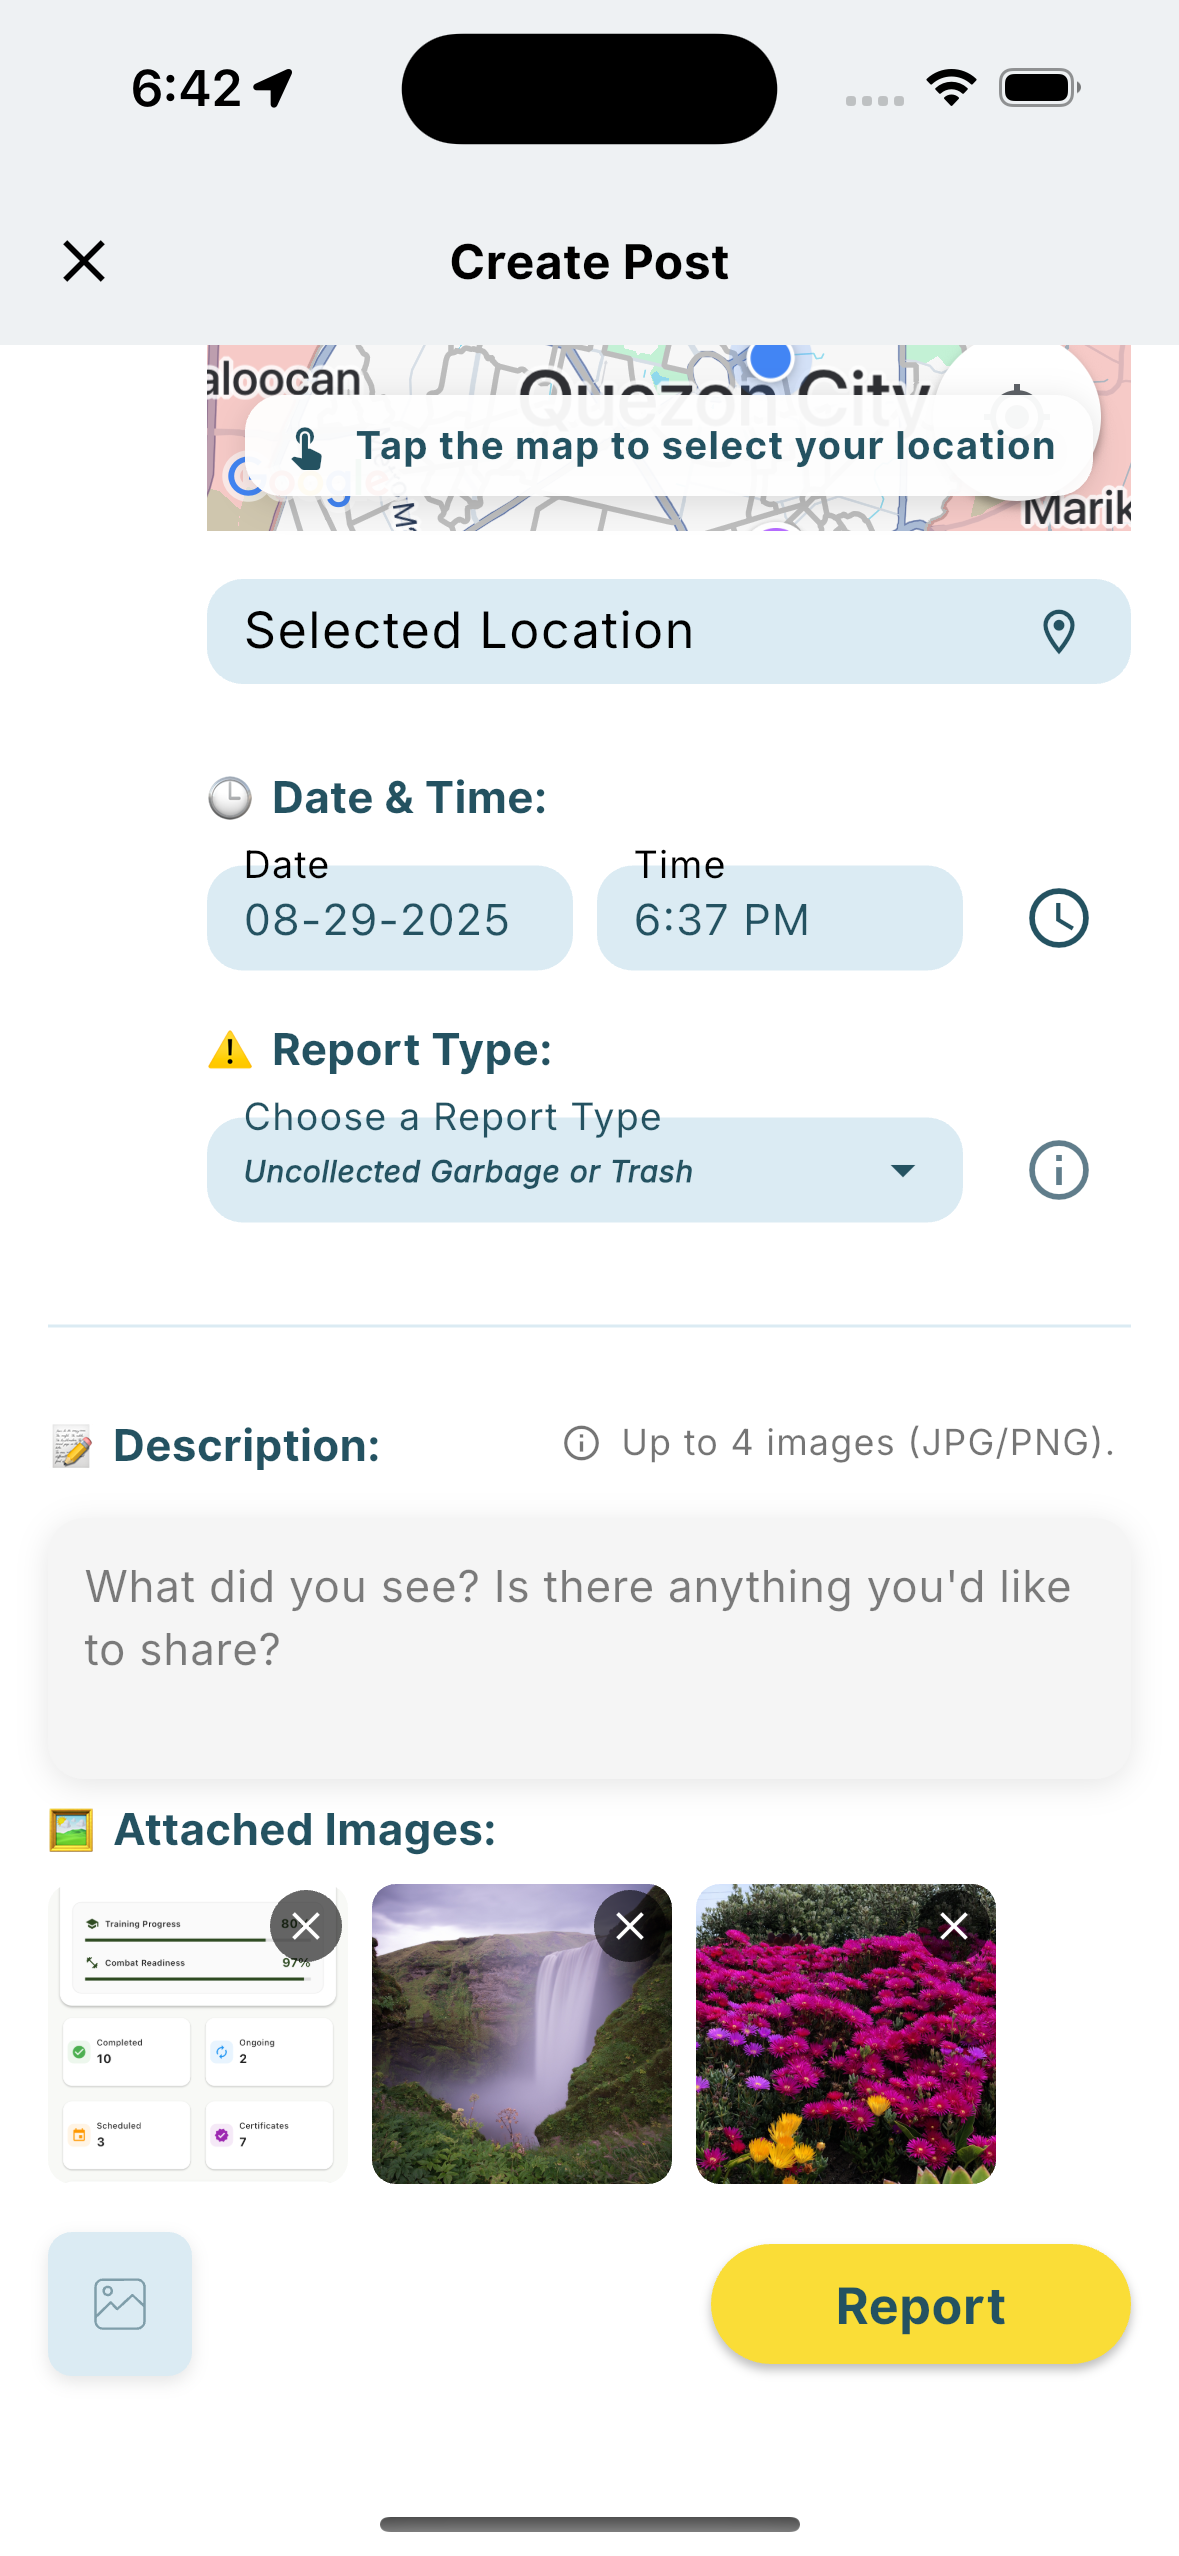 6:42
Create Post
aloocan
Quezon City
Tap the map to select your location
Google
Marik
Selected Location
Date & Time:
Date
Time
08-29-2025
6:37 PM
Report Type:
Choose a Report Type
Uncollected Garbage or Trash
Description:
Up to 4 images (JPG/PNG).
What did you see? Is there anything you'd like
to share?
Attached Images:
Training Progress
80
Combat Readiness
97%
Completed
10
Ongoing
2
Scheduled
3
Certificates
7
Report